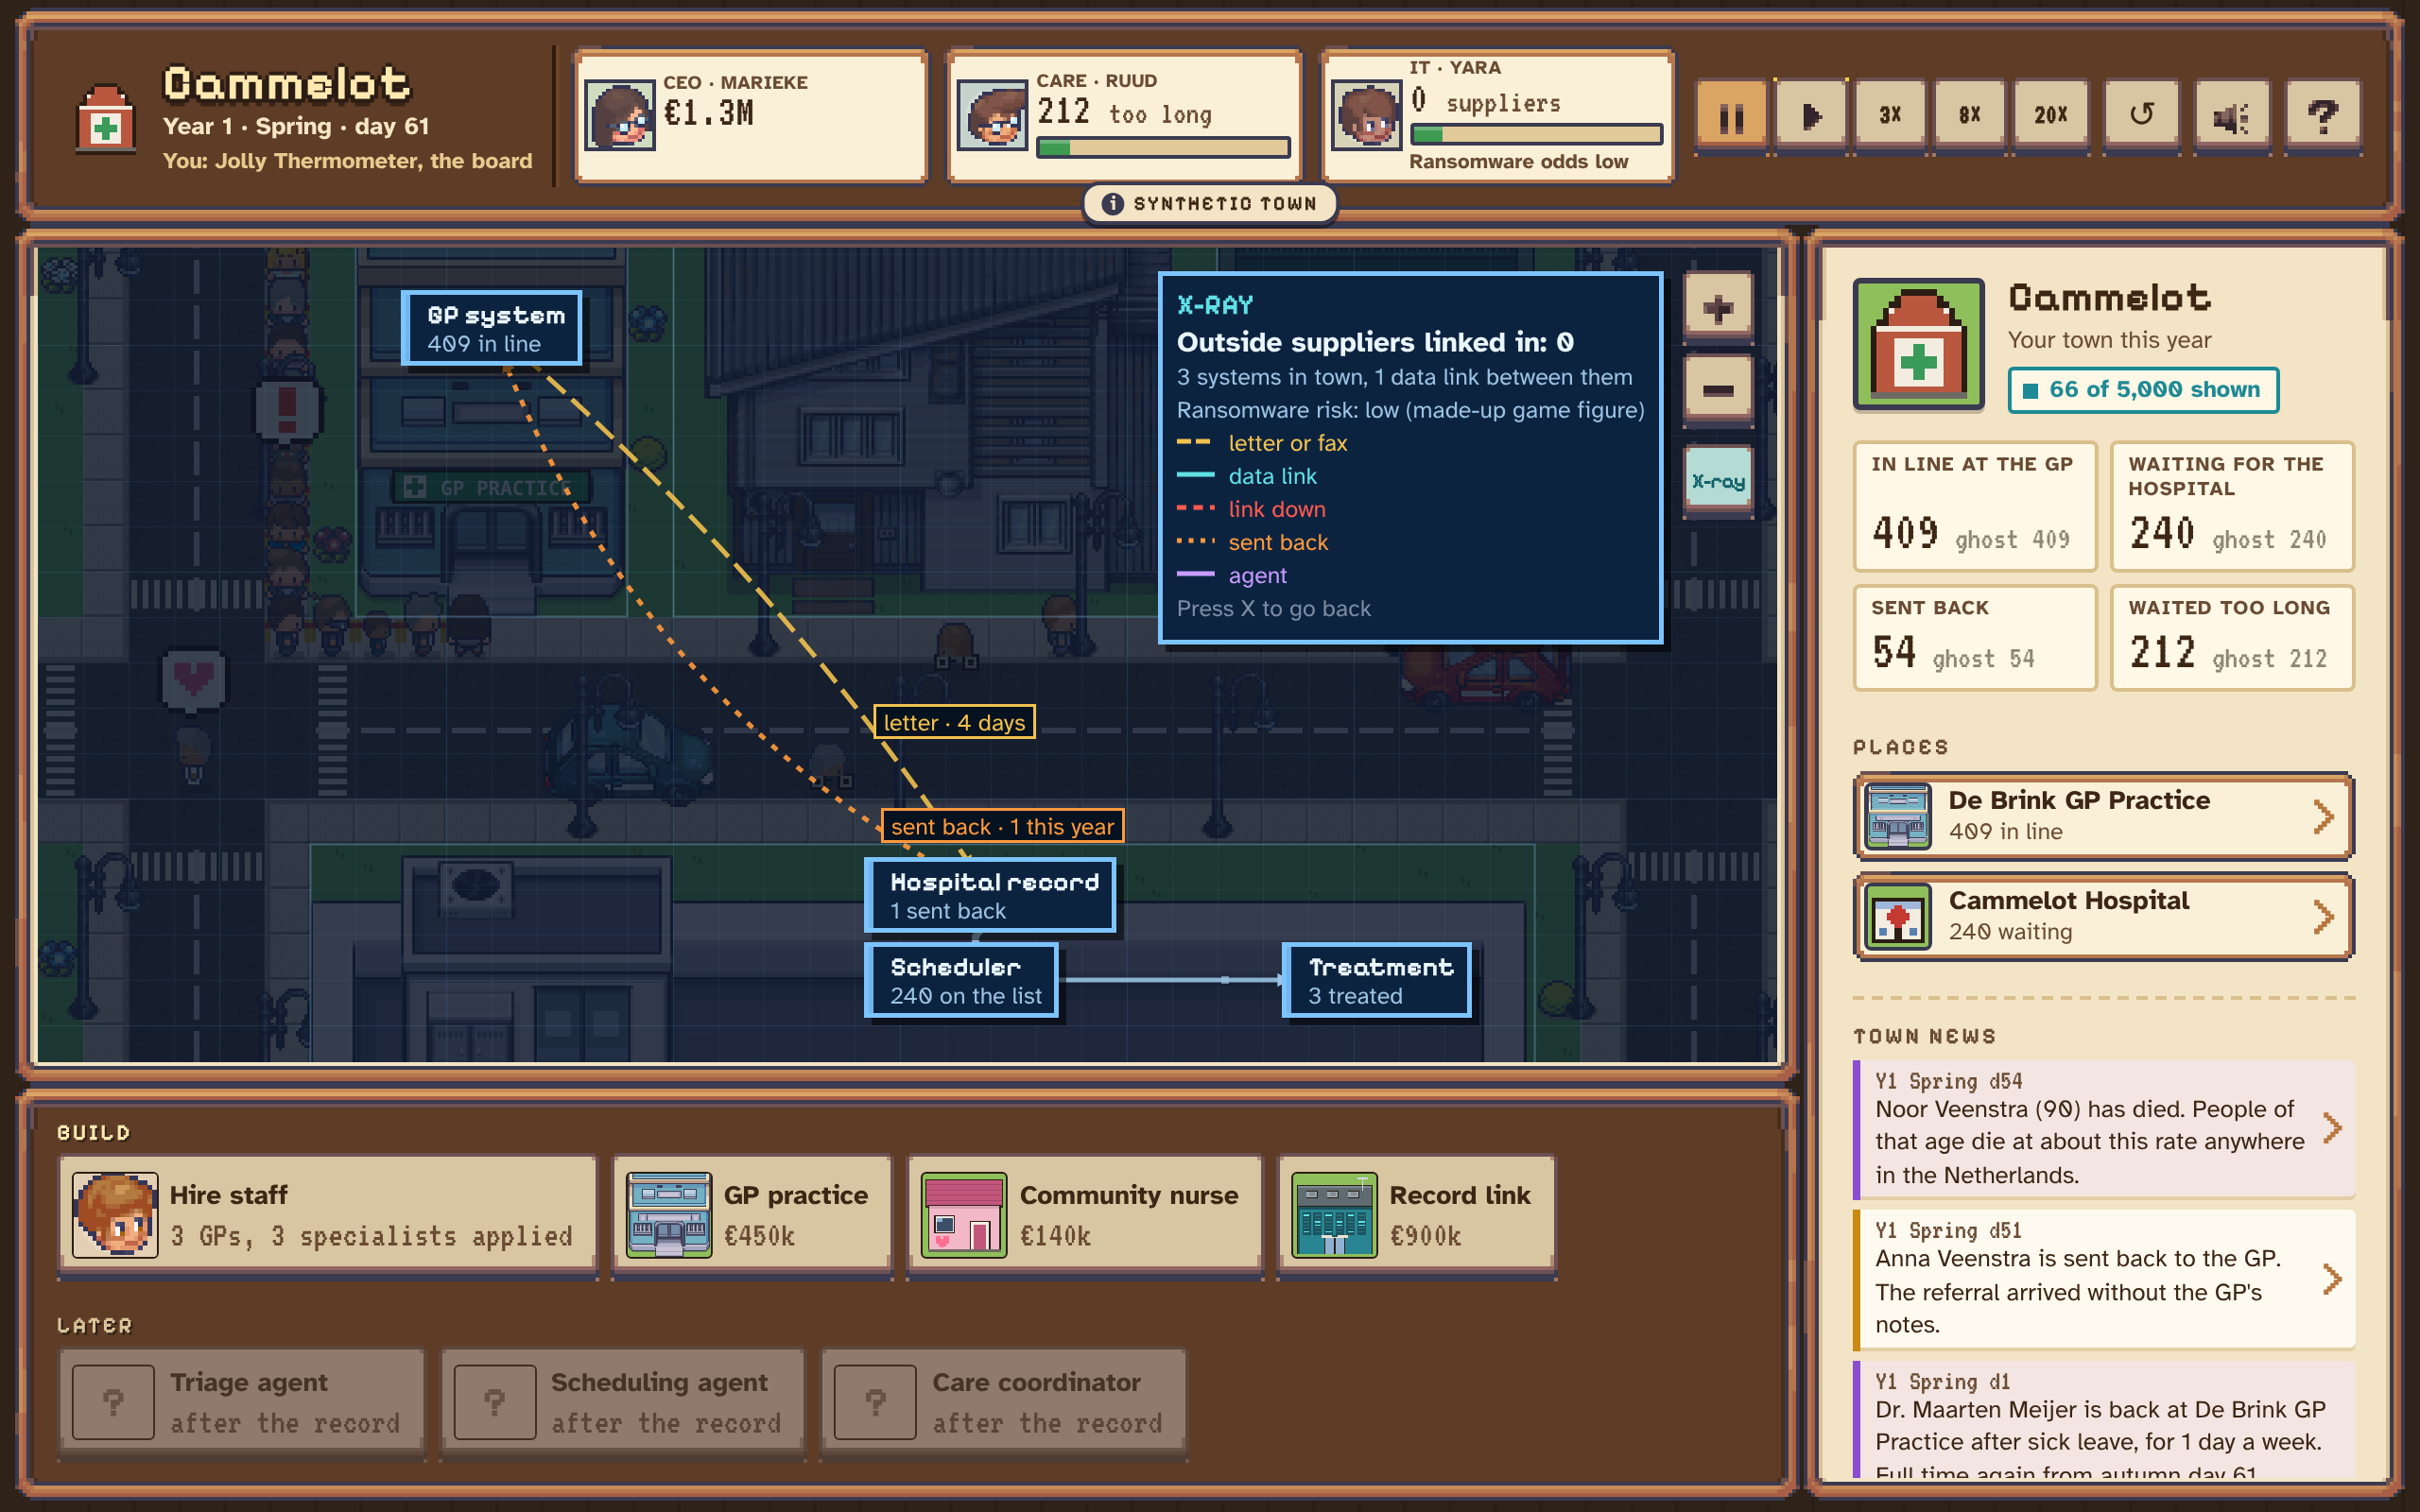 Cammelot
Year 1 · Spring · day 61
You: Jolly Thermometer, the board
CEO · MARIEKE
€1.3M
CARE · RUUD
212 too long
IT · YARA
0 suppliers
Ransomware odds low
3X
8X
20X
?
i SYNTHETIC TOWN
GP system
409 in line
GP PRACTICE
X-RAY
Outside suppliers linked in: 0
3 systems in town, 1 data link between them
Ransomware risk: low (made-up game figure)
letter or fax
data link
link down
sent back
agent
Press X to go back
X-ray
letter · 4 days
sent back · 1 this year
Hospital record
1 sent back
Scheduler
240 on the list
Treatment
3 treated
Cammelot
Your town this year
66 of 5,000 shown
IN LINE AT THE GP
409 ghost 409
WAITING FOR THE
HOSPITAL
240 ghost 240
SENT BACK
54 ghost 54
WAITED TOO LONG
212 ghost 212
PLACES
De Brink GP Practice
409 in line
Cammelot Hospital
240 waiting
TOWN NEWS
Y1 Spring d54
Noor Veenstra (90) has died. People of
that age die at about this rate anywhere
in the Netherlands.
Y1 Spring d51
Anna Veenstra is sent back to the GP.
The referral arrived without the GP's
notes.
Y1 Spring d1
Dr. Maarten Meijer is back at De Brink GP
Practice after sick leave, for 1 day a week.
Full time again from autumn day 61.
BUILD
Hire staff
3 GPs, 3 specialists applied
GP practice
€450k
Community nurse
€140k
Record link
€900k
LATER
?
Triage agent
after the record
?
Scheduling agent
after the record
?
Care coordinator
after the record